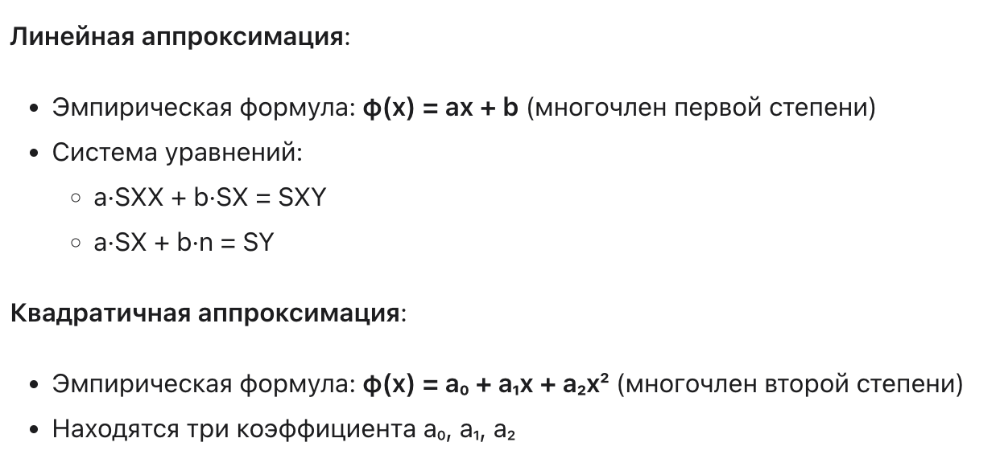 Линейная аппроксимация:
• Эмпирическая формула: ф(x) = ax + b (многочлен первой степени)
• Система уравнений:
◦ a·SXX + b·SX = SXY
◦ a·SX + b·n = SY
Квадратичная аппроксимация:
• Эмпирическая формула: ф(x) = a₀ + a₁x + a₂x² (многочлен второй степени)
• Находятся три коэффициента a₀, a₁, a₂